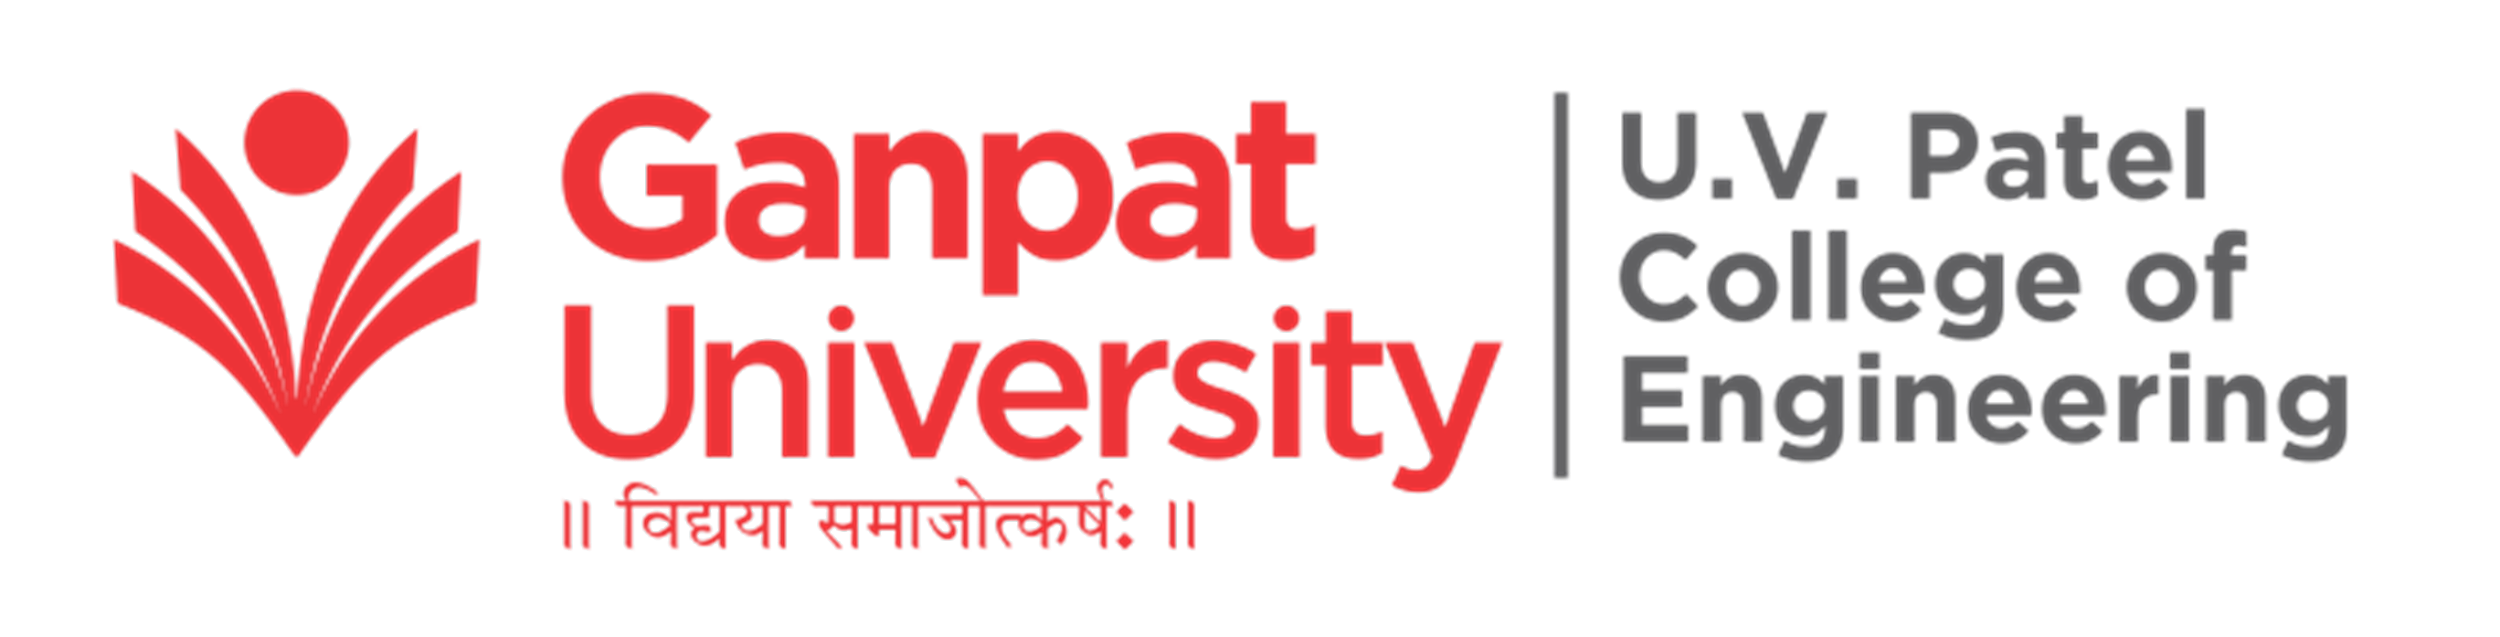 Ganpat
University
॥ विद्यया समाजोत्कर्षः ॥
U.V. Patel
College of
Engineering